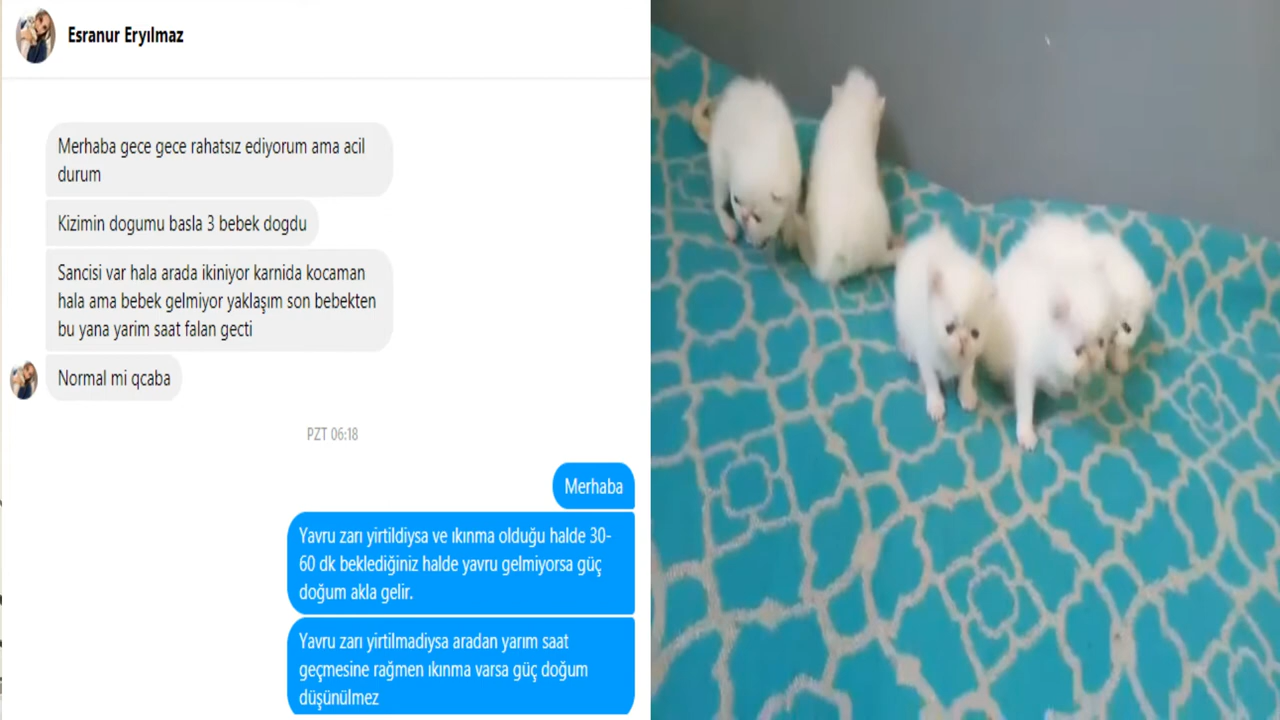 Esranur Eryılmaz
Merhaba gece gece rahatsız ediyorum ama acil
durum
Kizimin dogumu basla 3 bebek dogdu
Sancisi var hala arada ikiniyor karnida kocaman
hala ama bebek gelmiyor yaklaşım son bebekten
bu yana yarim saat falan gecti
Normal mi qcaba
PZT 06:18
Merhaba
Yavru zarı yirtildiysa ve ıkınma olduğu halde 30-
60 dk beklediğiniz halde yavru gelmiyorsa güç
doğum akla gelir.
Yavru zarı yirtilmadiysa aradan yarım saat
geçmesine rağmen ıkınma varsa güç doğum
düşünülmez